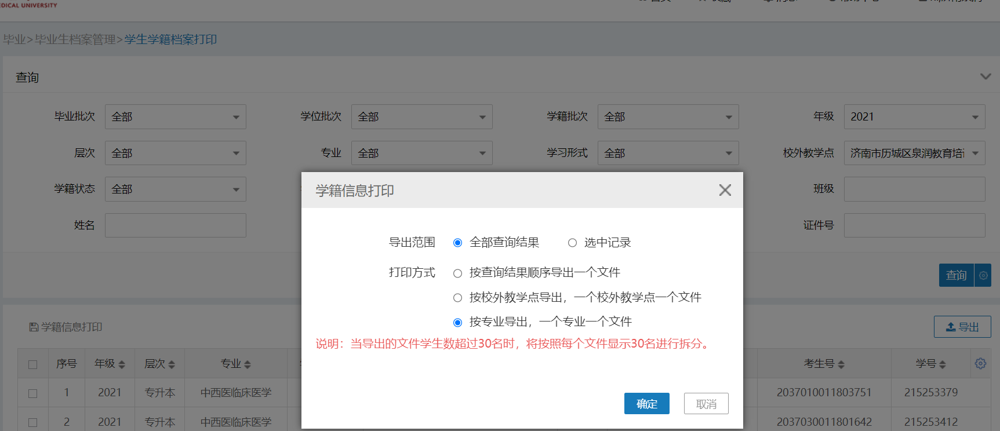 EDICAL UNIVERSITY
毕业>毕业生档案管理>学生学籍档案打印
查询
毕业批次 全部 学位批次 全部 学籍批次 全部 年级 2021
层次 全部 专业 全部 学习形式 全部 校外教学点 济南市历城区泉润教育培
学籍状态 全部 班级
姓名 证件号
查询
学籍信息打印
导出范围 全部查询结果 选中记录
打印方式 按查询结果顺序导出一个文件
按校外教学点导出，一个校外教学点一个文件
按专业导出，一个专业一个文件
说明：当导出的文件学生数超过30名时，将按照每个文件显示30名进行拆分。
确定 取消
学籍信息打印 导出
序号 年级 层次 专业 考生号 学号
1 2021 专升本 中西医临床医学 2037010011803751 215253379
2 2021 专升本 中西医临床医学 2037030011801642 215253412